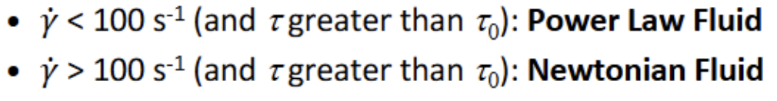 • γ̇ < 100 s⁻¹ (and τ greater than τ₀): Power Law Fluid
• γ̇ > 100 s⁻¹ (and τ greater than τ₀): Newtonian Fluid